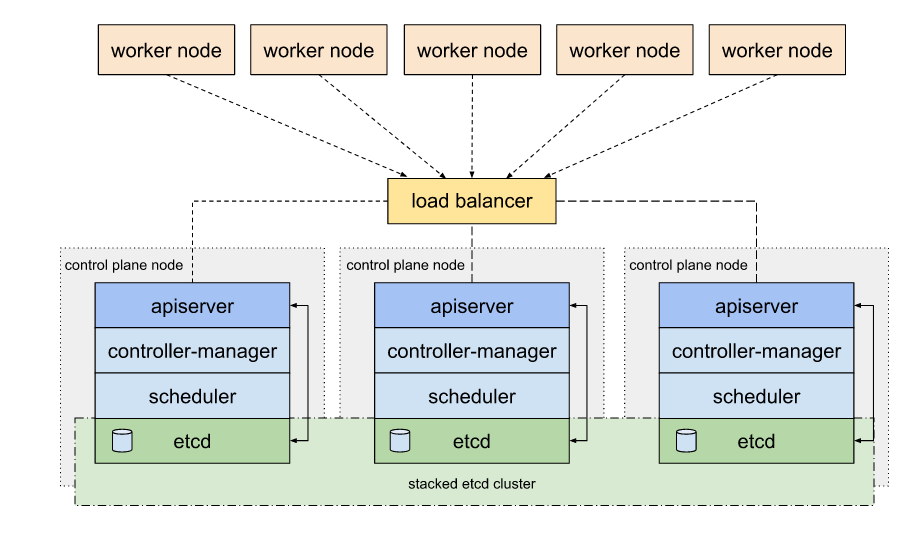 worker node
worker node
worker node
worker node
worker node
load balancer
control plane node
control plane node
control plane node
apiserver
apiserver
apiserver
controller-manager
controller-manager
controller-manager
scheduler
scheduler
scheduler
etcd
etcd
etcd
stacked etcd cluster